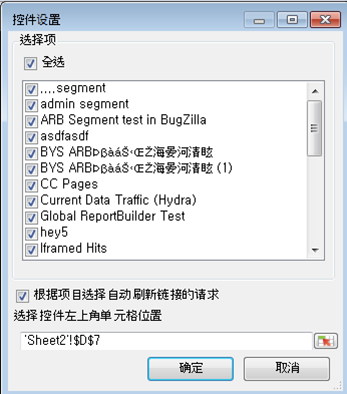 控件设置
选择项
全选
....segment
admin segment
ARB Segment test in BugZilla
asdfasdf
BYS ARBÞßàáŠ‹ŒŽ海晏河清眩
BYS ARBÞßàáŠ‹ŒŽ海晏河清眩 (1)
CC Pages
Current Data Traffic (Hydra)
Global ReportBuilder Test
hey5
Iframed Hits
根据项目选择自动刷新链接的请求
选择控件左上角单元格位置
'Sheet2'!$D$7
确定
取消